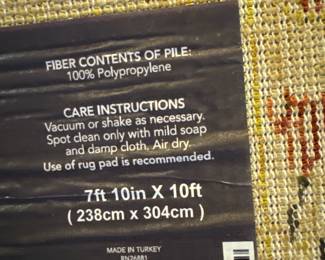 FIBER CONTENTS OF PILE:
100% Polypropylene
CARE INSTRUCTIONS
Vacuum or shake as necessary.
Spot clean only with mild soap
and damp cloth. Air dry.
Use of rug pad is recommended.
7ft 10in X 10ft
( 238cm x 304cm )
MADE IN TURKEY
RN26881